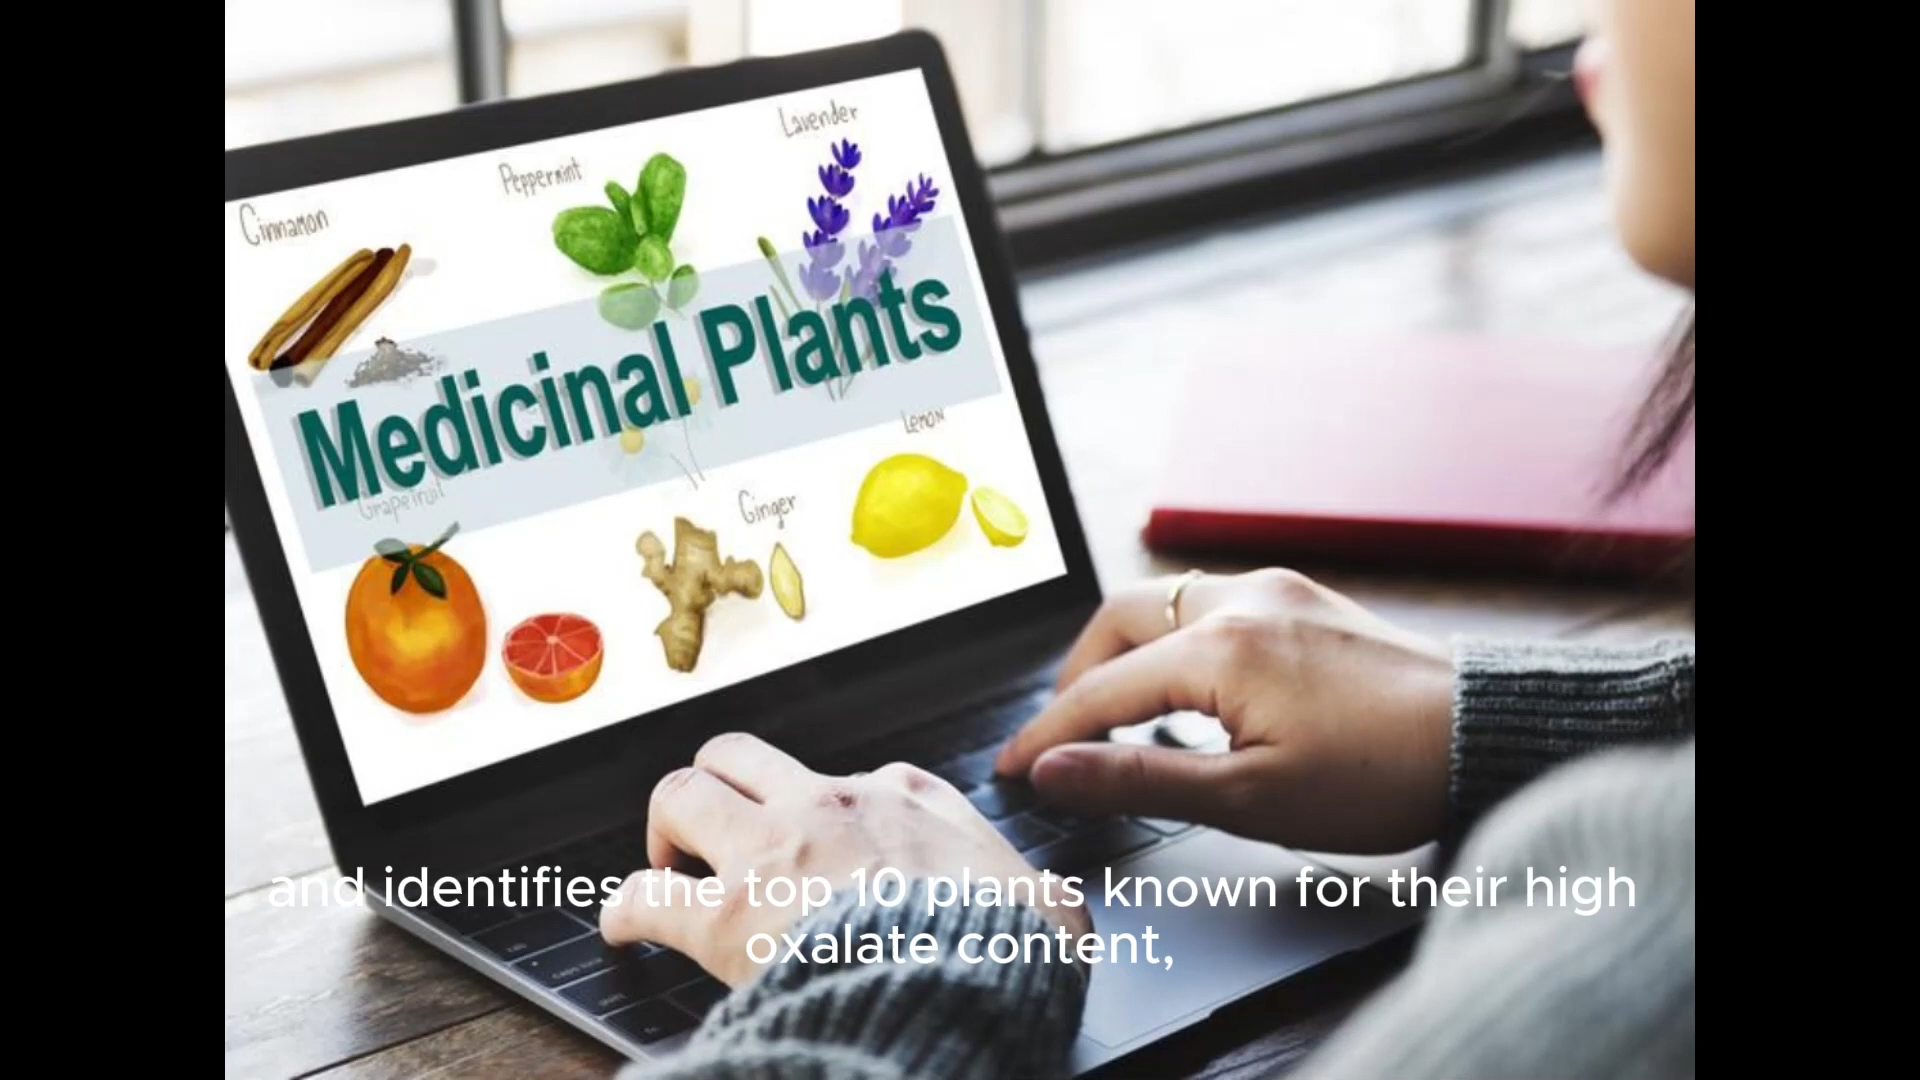 Lavender
Peppermint
Cinnamon
Medicinal Plants
Lemon
Grapefruit
Ginger
and identifies the top 10 plants known for their high
oxalate content,